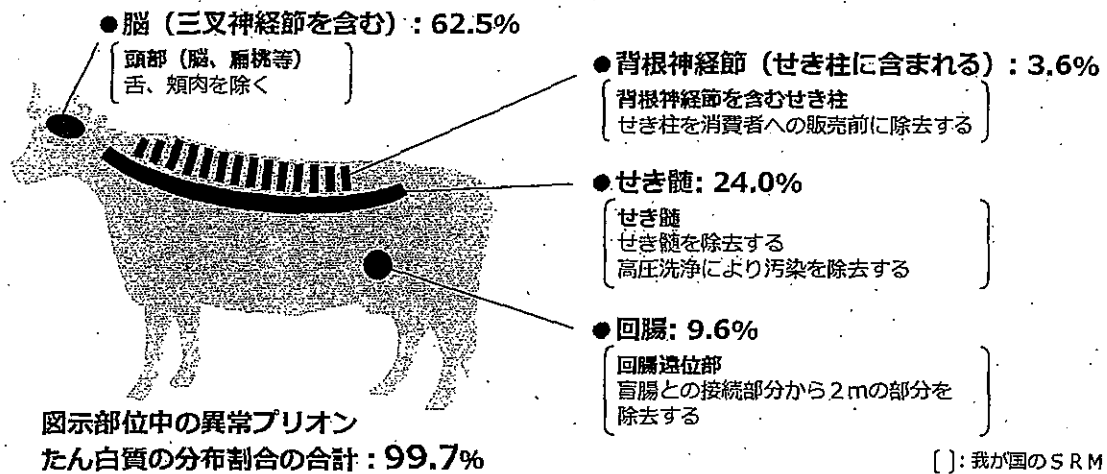 ●脳（三叉神経節を含む）: 62.5%
頭部（脳、扁桃等）
舌、頬肉を除く
●背根神経節（せき柱に含まれる）: 3.6%
背根神経節を含むせき柱
せき柱を消費者への販売前に除去する
●せき髄: 24.0%
せき髄
せき髄を除去する
高圧洗浄により汚染を除去する
●回腸: 9.6%
回腸遠位部
盲腸との接続部分から2mの部分を
除去する
図示部位中の異常プリオン
たん白質の分布割合の合計：99.7%
[ ]: 我が国のSRM